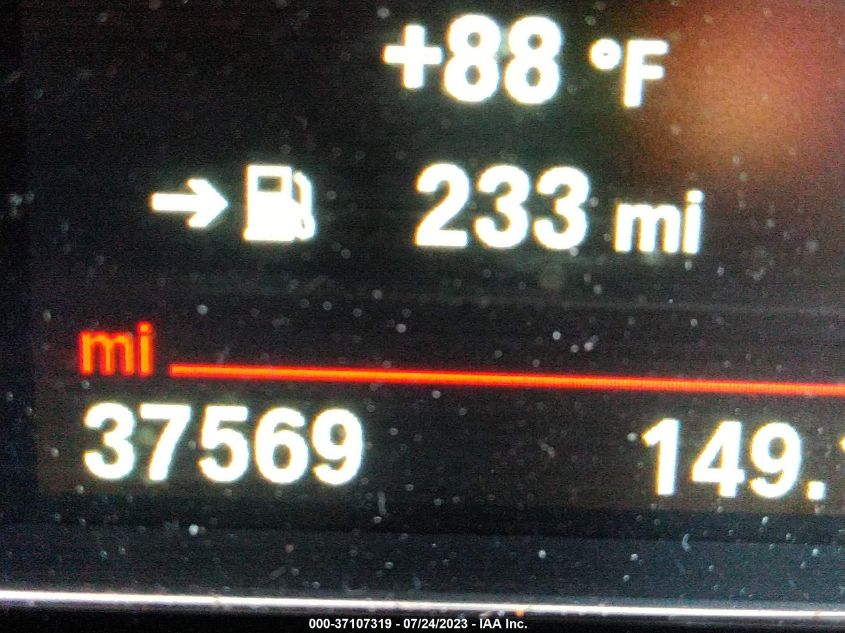 +88 °F
→ 233 mi
mi
37569 149.
000-37107319 - 07/24/2023 - IAA, Inc.